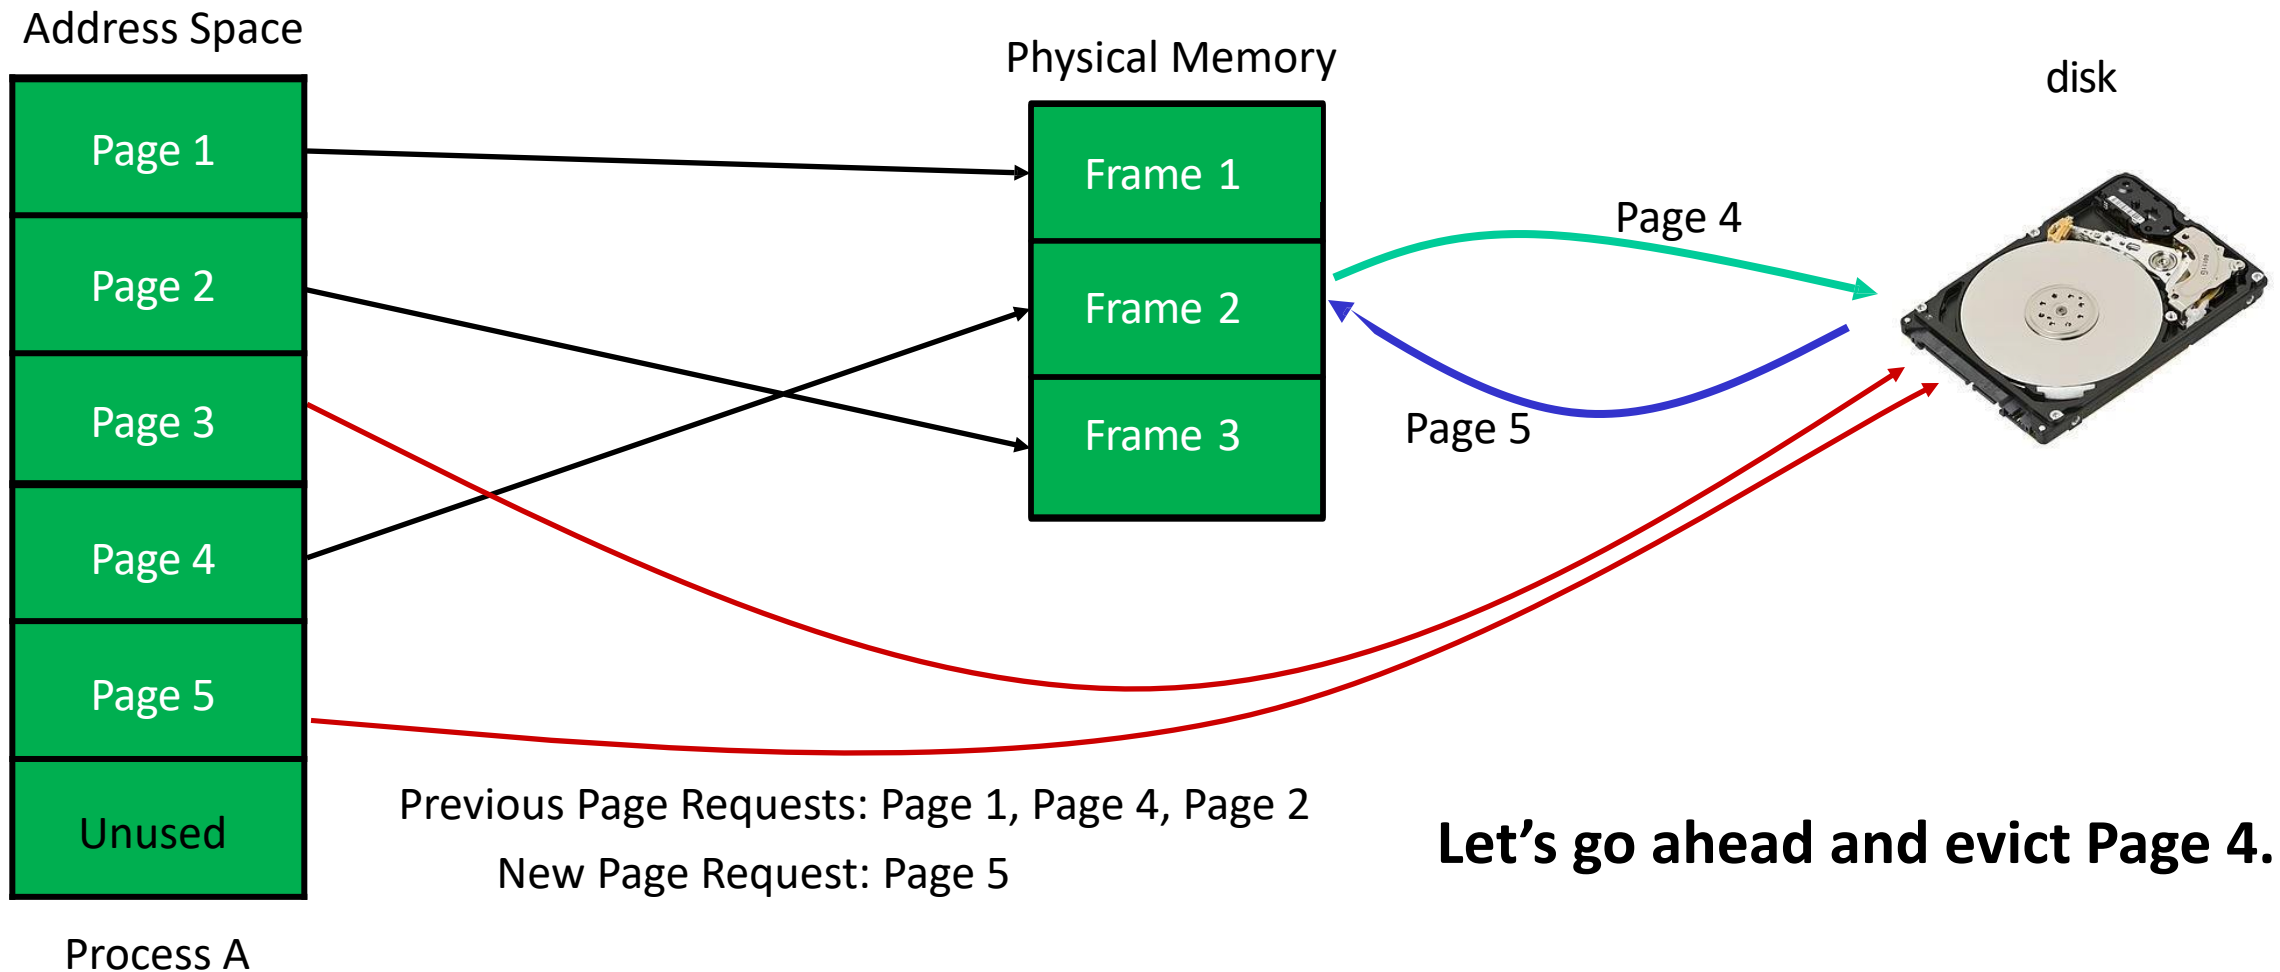 Address Space
Physical Memory
disk
Page 1
Page 2
Page 3
Page 4
Page 5
Unused
Process A
Frame 1
Frame 2
Frame 3
Page 4
Page 5
Previous Page Requests: Page 1, Page 4, Page 2
New Page Request: Page 5
Let’s go ahead and evict Page 4.